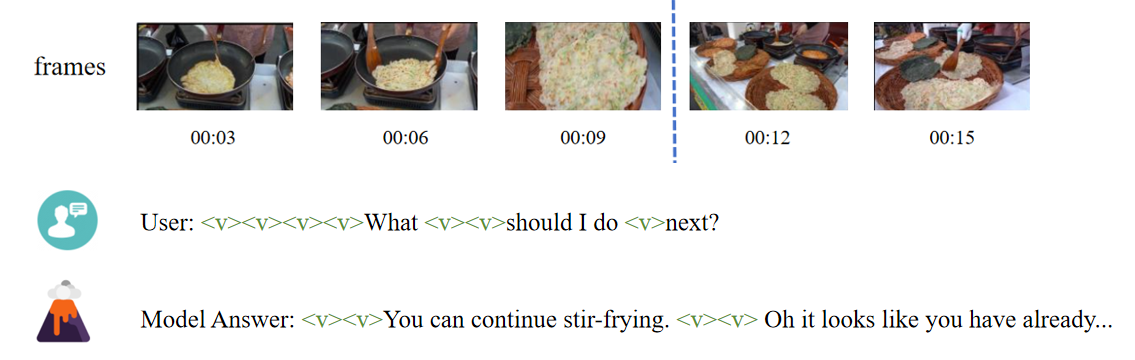 frames
00:03 00:06 00:09 00:12 00:15
User: <v><v><v><v>What <v><v>should I do <v>next?
Model Answer: <v><v>You can continue stir-frying. <v><v> Oh it looks like you have already...